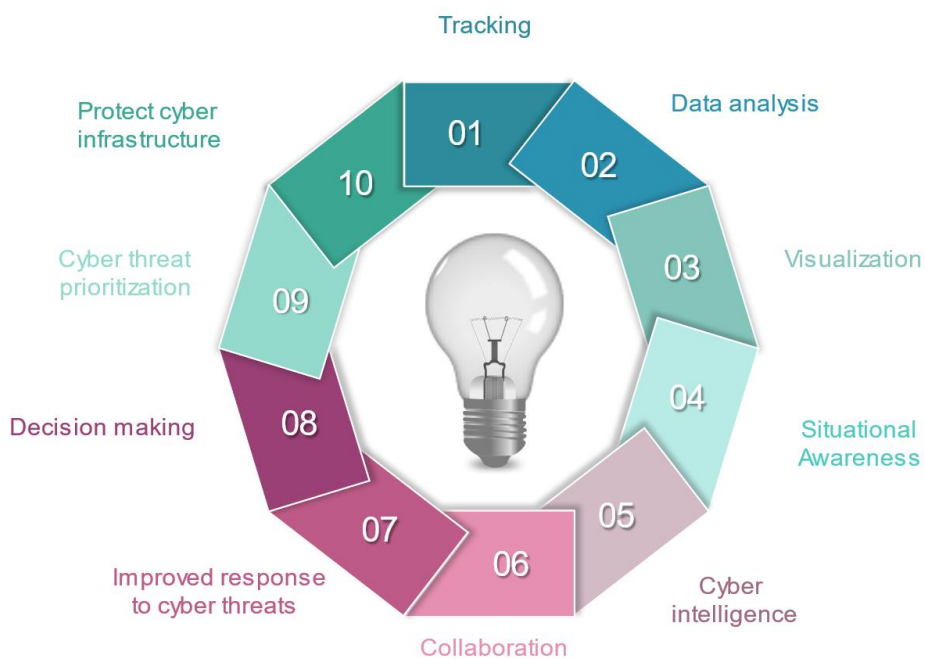 Tracking
01
Data analysis
02
Visualization
03
Situational
Awareness
04
Cyber
intelligence
05
Collaboration
06
Improved response
to cyber threats
07
Decision making
08
Cyber threat
prioritization
09
Protect cyber
infrastructure
10